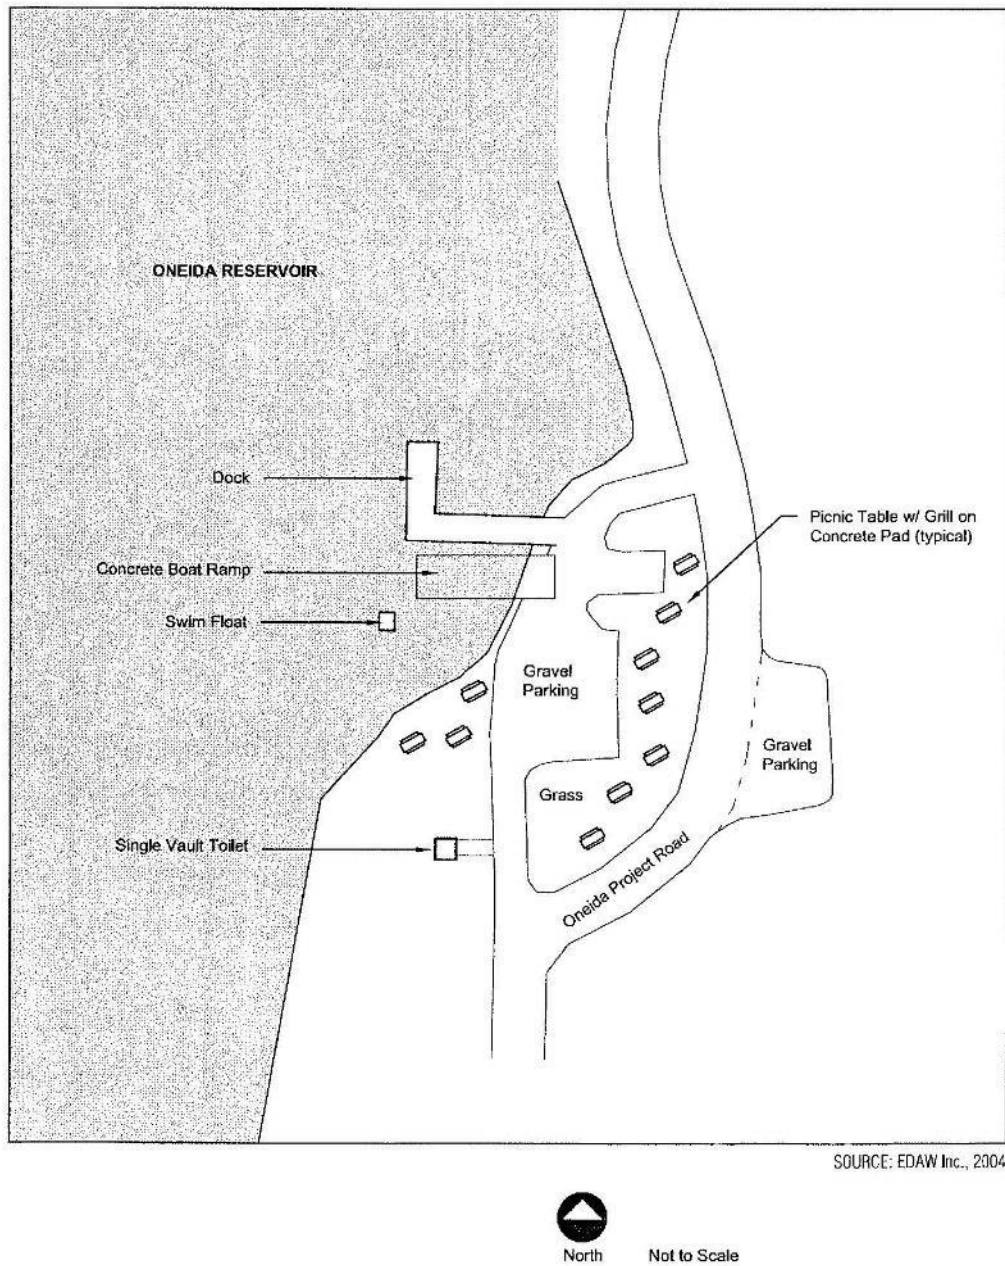 ONEIDA RESERVOIR
Dock
Picnic Table w/ Grill on
Concrete Pad (typical)
Concrete Boat Ramp
Swim Float
Gravel
Parking
Gravel
Parking
Grass
Single Vault Toilet
Oneida Project Road
SOURCE: EDAW Inc., 2004
North
Not to Scale